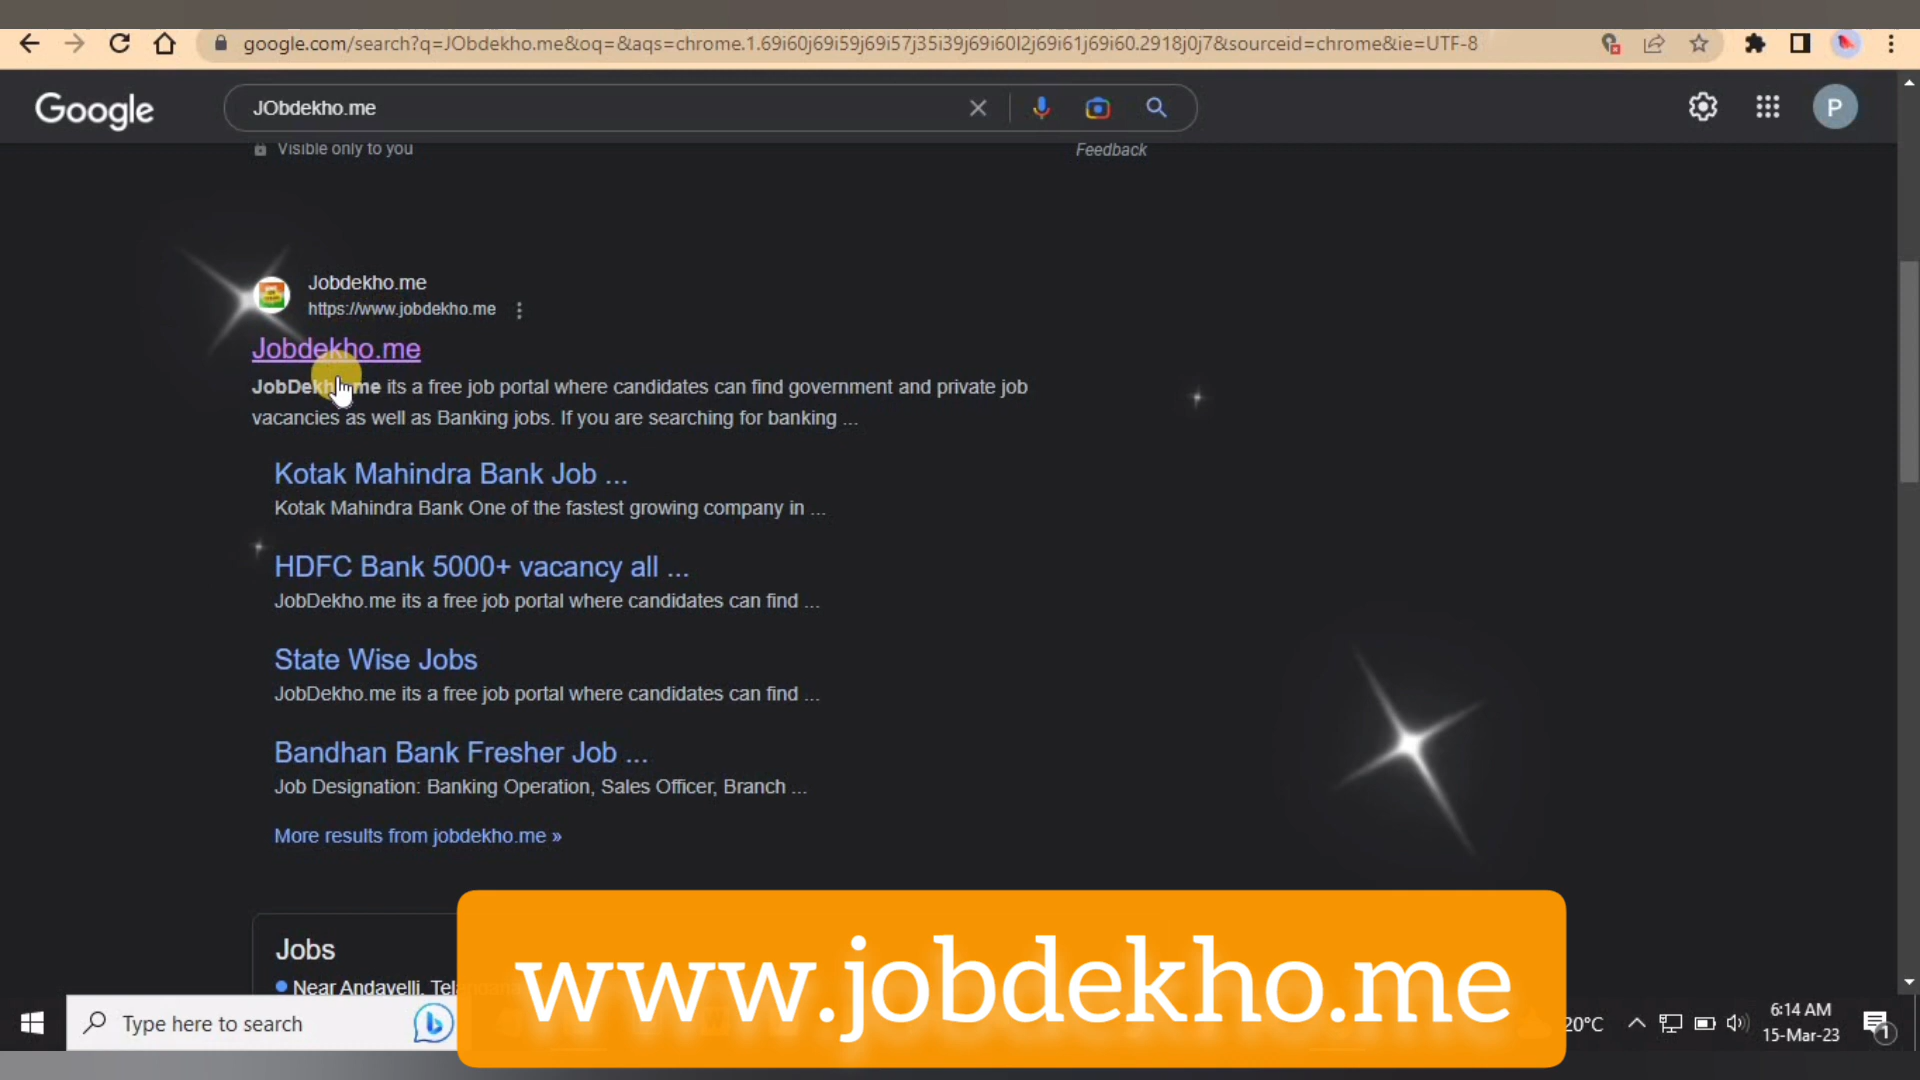 google.com/search?q=JObdekho.me&oq=&aqs=chrome.1.69i60j69i59j69i57j35i39j69i60l2j69i61j69i60.2918j0j7&sourceid=chrome&ie=UTF-8
Google
JObdekho.me
P
Visible only to you
Feedback
Jobdekho.me
https://www.jobdekho.me
Jobdekho.me
its a free job portal where candidates can find government and private job
vacancies as well as Banking jobs. If you are searching for banking ...
Kotak Mahindra Bank Job ...
Kotak Mahindra Bank One of the fastest growing company in ...
HDFC Bank 5000+ vacancy all ...
JobDekho.me its a free job portal where candidates can find ...
State Wise Jobs
JobDekho.me its a free job portal where candidates can find ...
Bandhan Bank Fresher Job ...
Job Designation: Banking Operation, Sales Officer, Branch ...
More results from jobdekho.me »
Jobs
Near Andavelli,
www.jobdekho.me
Type here to search
20°C
6:14 AM
15-Mar-23
1